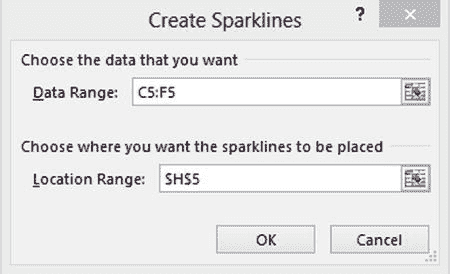 Create Sparklines ? ×
Choose the data that you want
Data Range: C5:F5
Choose where you want the sparklines to be placed
Location Range: $H$5
OK Cancel